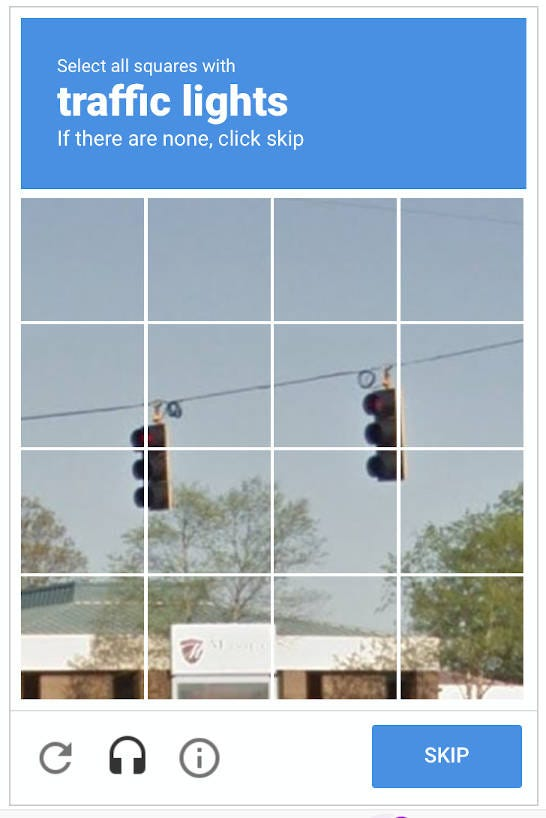 Select all squares with
traffic lights
If there are none, click skip
SKIP